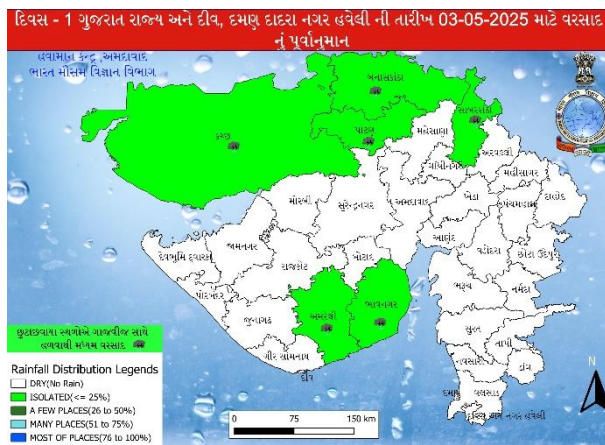 દિવસ - 1 ગુજરાત રાજ્ય અને દીવ, દમણ દાદરા નગર હવેલી ની તારીખ 03-05-2025 માટે વરસાદ
નું પૂર્વાનુમાન
હવામાન કેન્દ્ર, અમદાવાદ
ભારત મૌસમ વિજ્ઞાન વિભાગ
બનાસકાંઠા
સાબરકાંઠા
કચ્છ
પાટણ
મહેસાણા
અરવલ્લી
ગાંધીનગર
મહીસાગર
મોરબી
સુરેન્દ્રનગર
અમદાવાદ
ખેડા
પંચમહાલ
દાહોદ
દેવભૂમિ દ્વારકા
જામનગર
રાજકોટ
બોટાદ
આણંદ
વડોદરા
છોટા ઉદેપુર
પોરબંદર
જુનાગઢ
અમરેલી
ભાવનગર
ભરૂચ
નર્મદા
ગીર સોમનાથ
દીવ
સુરત
તાપી
નવસારી
ડાંગ
દમણ
વલસાડ
દાદરા અને નગર હવેલી
છુટાછવાયા સ્થળોએ ગાજવીજ સાથે
હળવાથી મધ્યમ વરસાદ
Rainfall Distribution Legends
DRY(No Rain)
ISOLATED(<= 25%)
A FEW PLACES(26 to 50%)
MANY PLACES(51 to 75%)
MOST OF PLACES(76 to 100%)
0 75 150 km
N